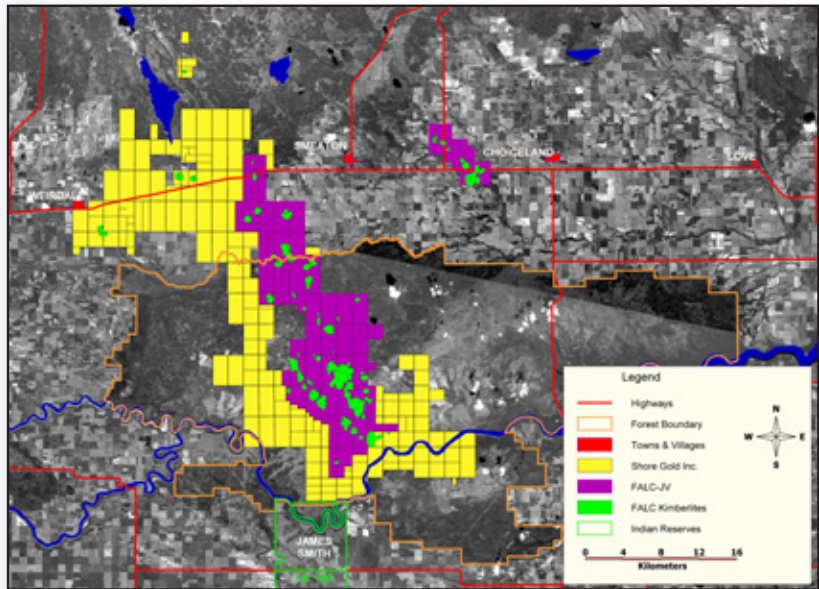 SMEATON
CHOICELAND
LOVE
WEIRDALE
Legend
Highways
Forest Boundary
Towns & Villages
Shore Gold Inc.
FALC-JV
FALC Kimberlites
Indian Reserves
N
W E
S
0 4 8 12 16
Kilometers
JAMES
SMITH